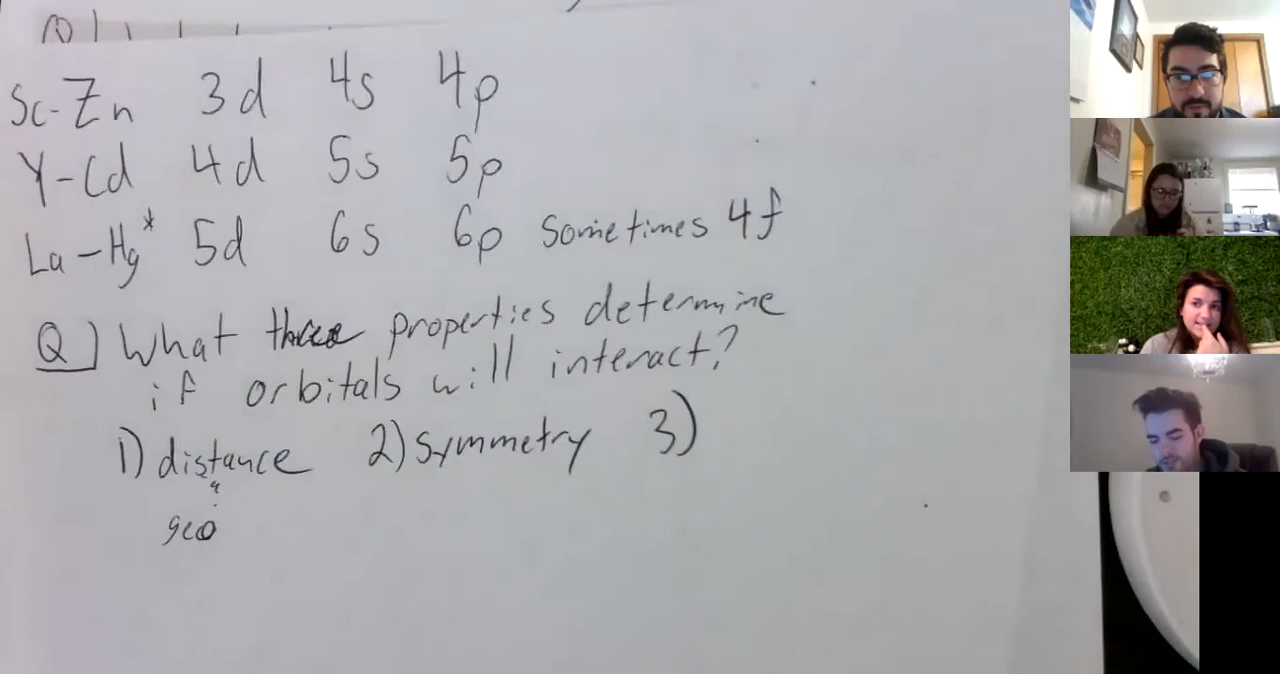 Q)
Sc-Zn 3d 4s 4p
Y-Cd 4d 5s 5p
La-Hg* 5d 6s 6p sometimes 4f
Q) What three properties determine
if orbitals will interact?
1) distance 2) symmetry 3)
&
geo